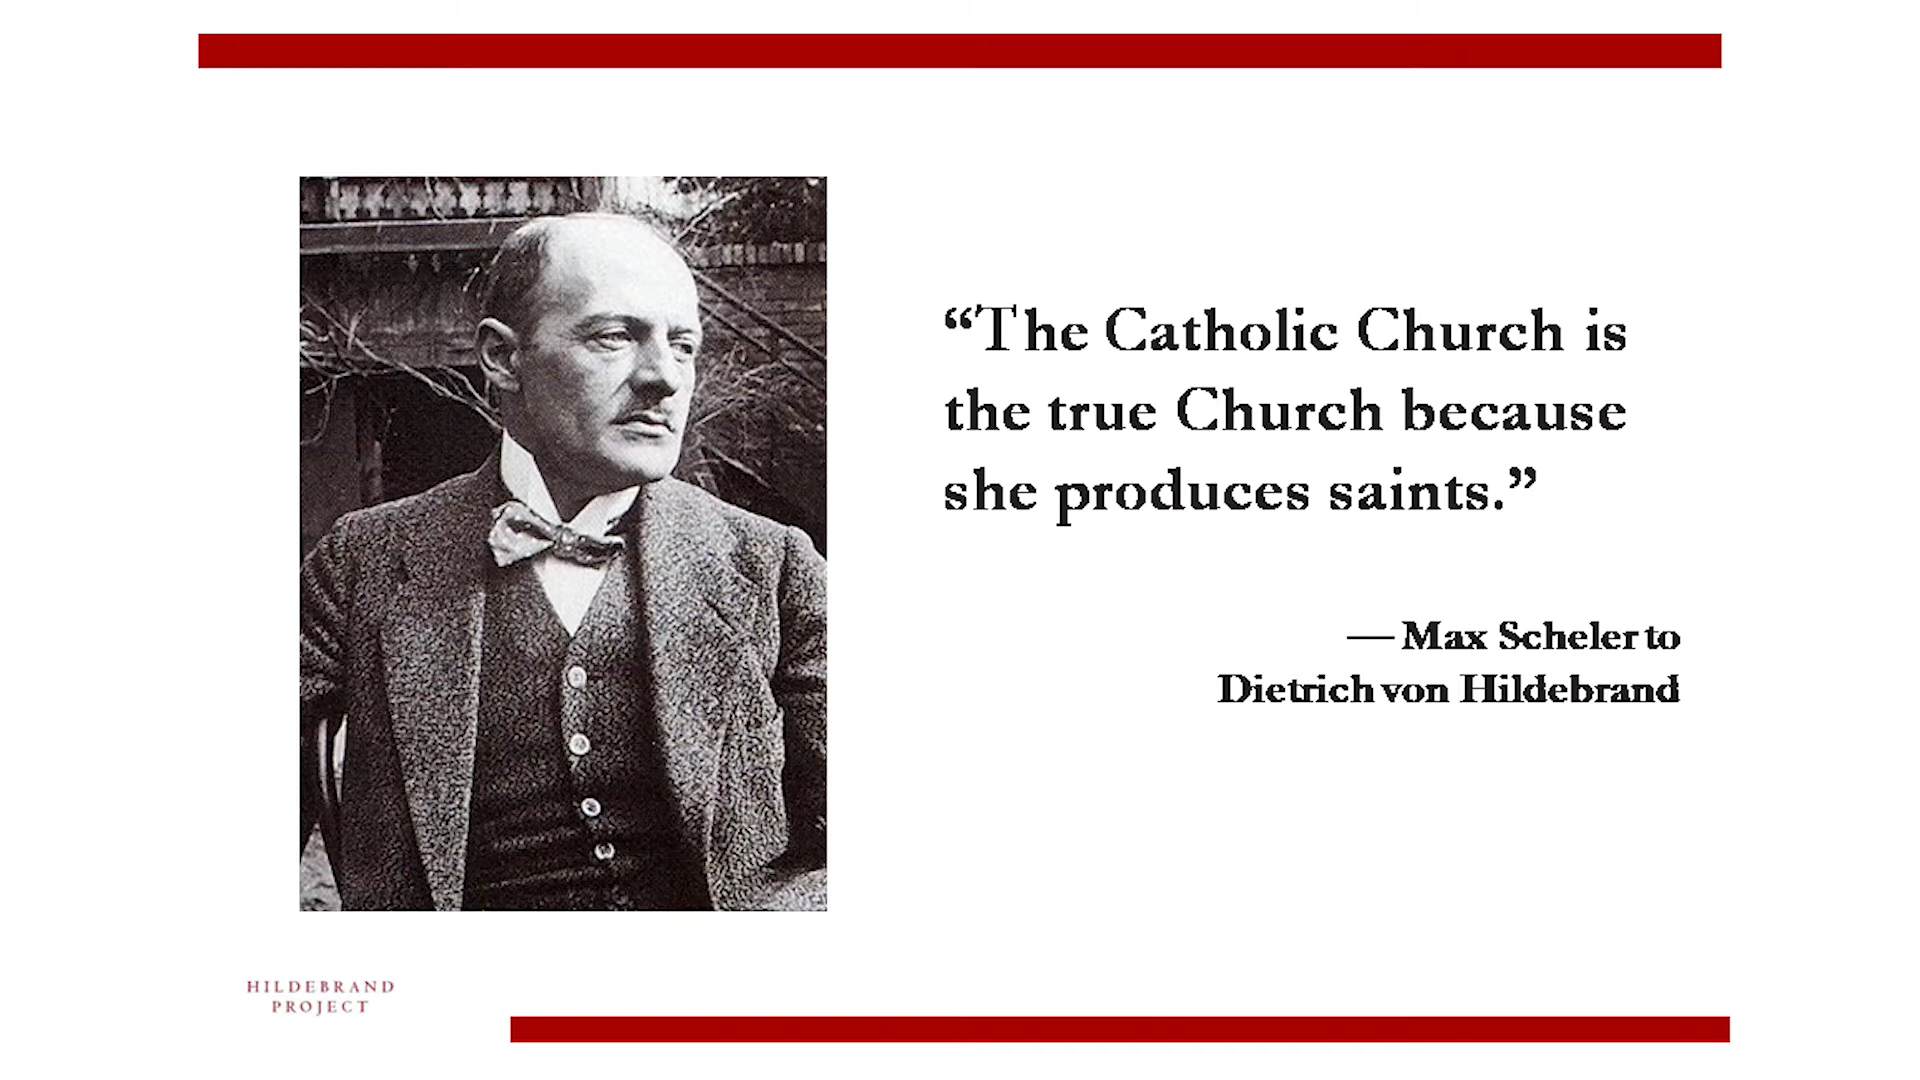 “The Catholic Church is
the true Church because
she produces saints.”
— Max Scheler to
Dietrich von Hildebrand
HILDEBRAND
PROJECT